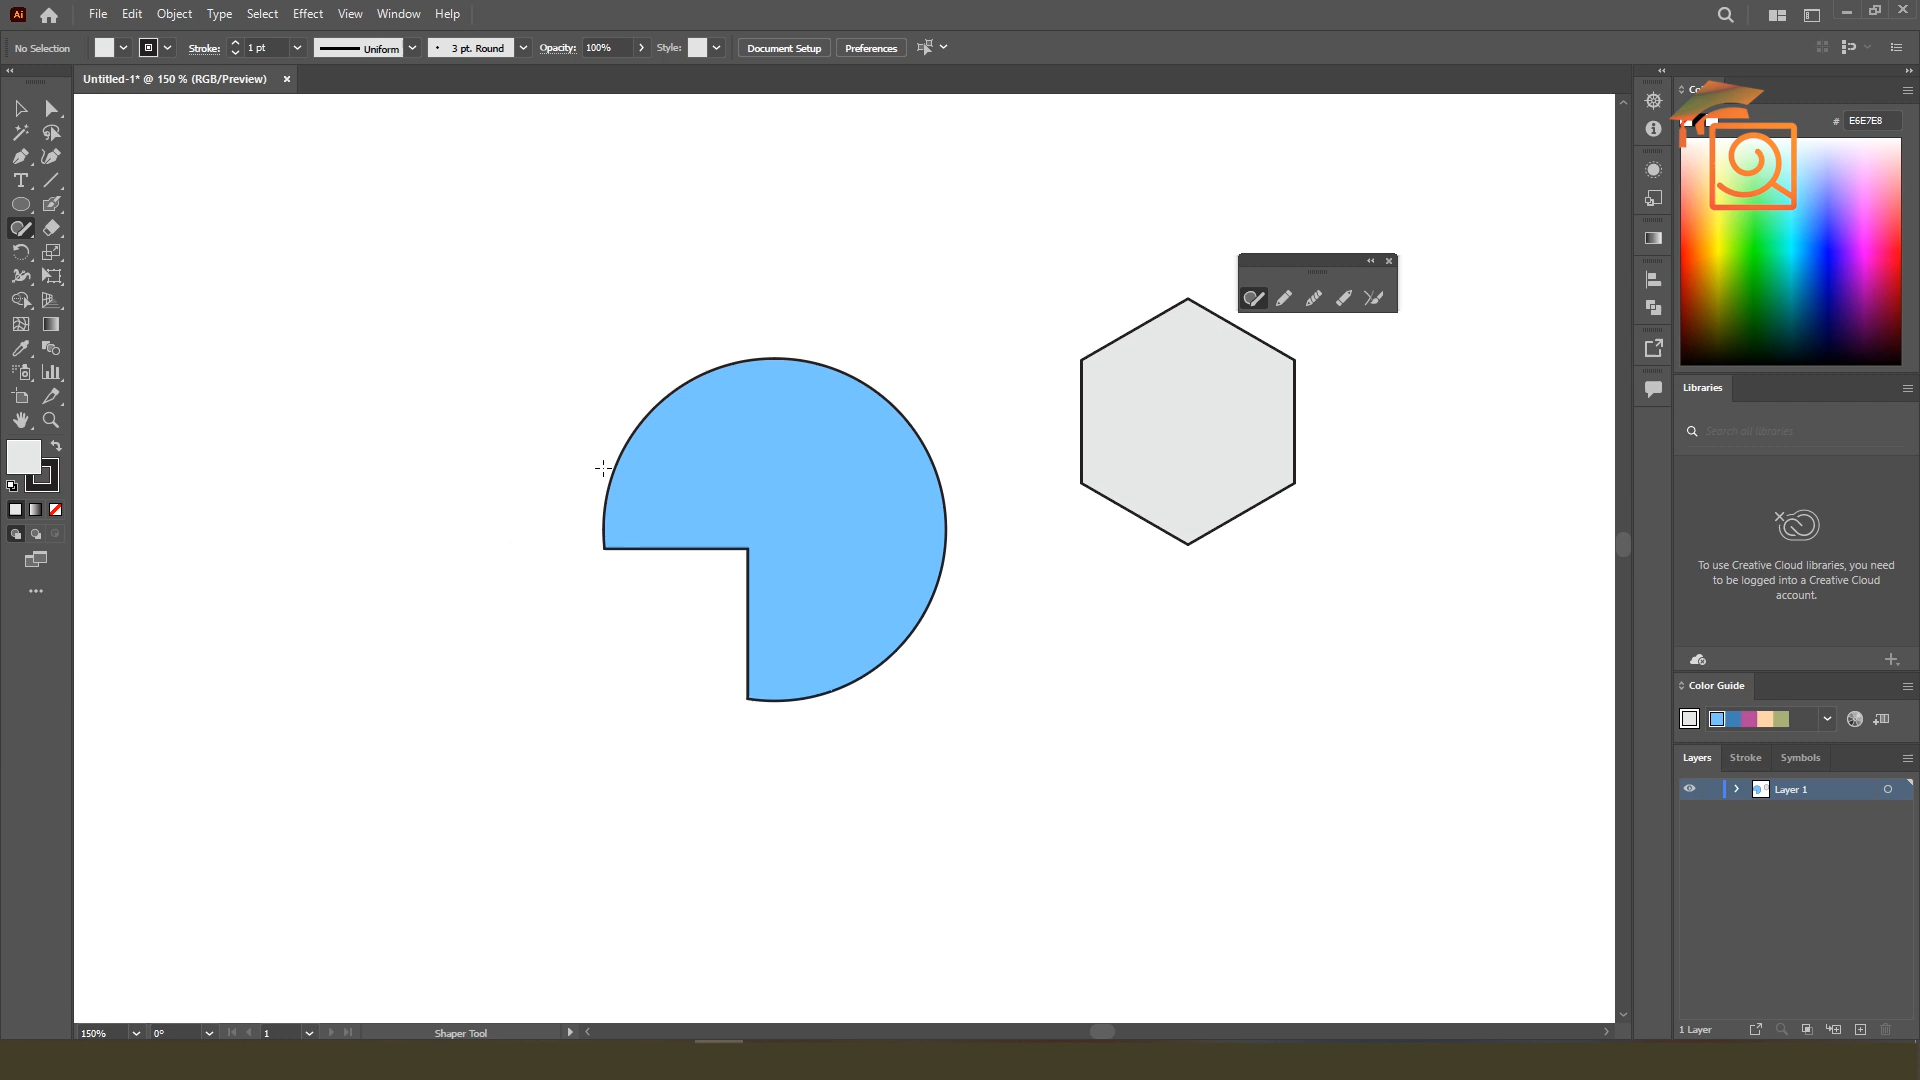 Ai File Edit Object Type Select Effect View Window Help
No Selection Stroke: 1 pt Uniform 3 pt. Round Opacity: 100% Style: Document Setup Preferences
Untitled-1* @ 150 % (RGB/Preview)
# E6E7E8
Libraries
Search all libraries
To use Creative Cloud libraries, you need
to be logged into a Creative Cloud
account.
Color Guide
Layers Stroke Symbols
Layer 1
1 Layer
150% 0° 1 Shaper Tool